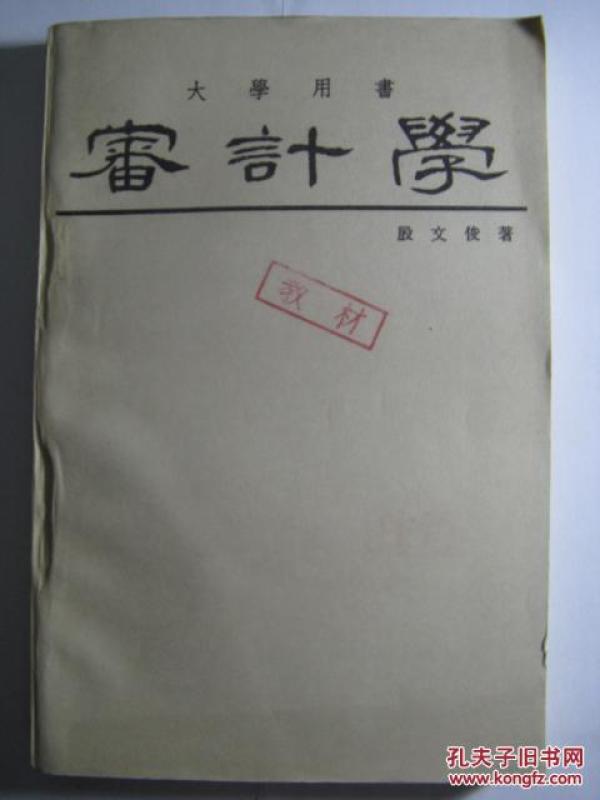 大學用書
審計學
殷文俊著
教材
孔夫子旧书网
www.kongfz.com